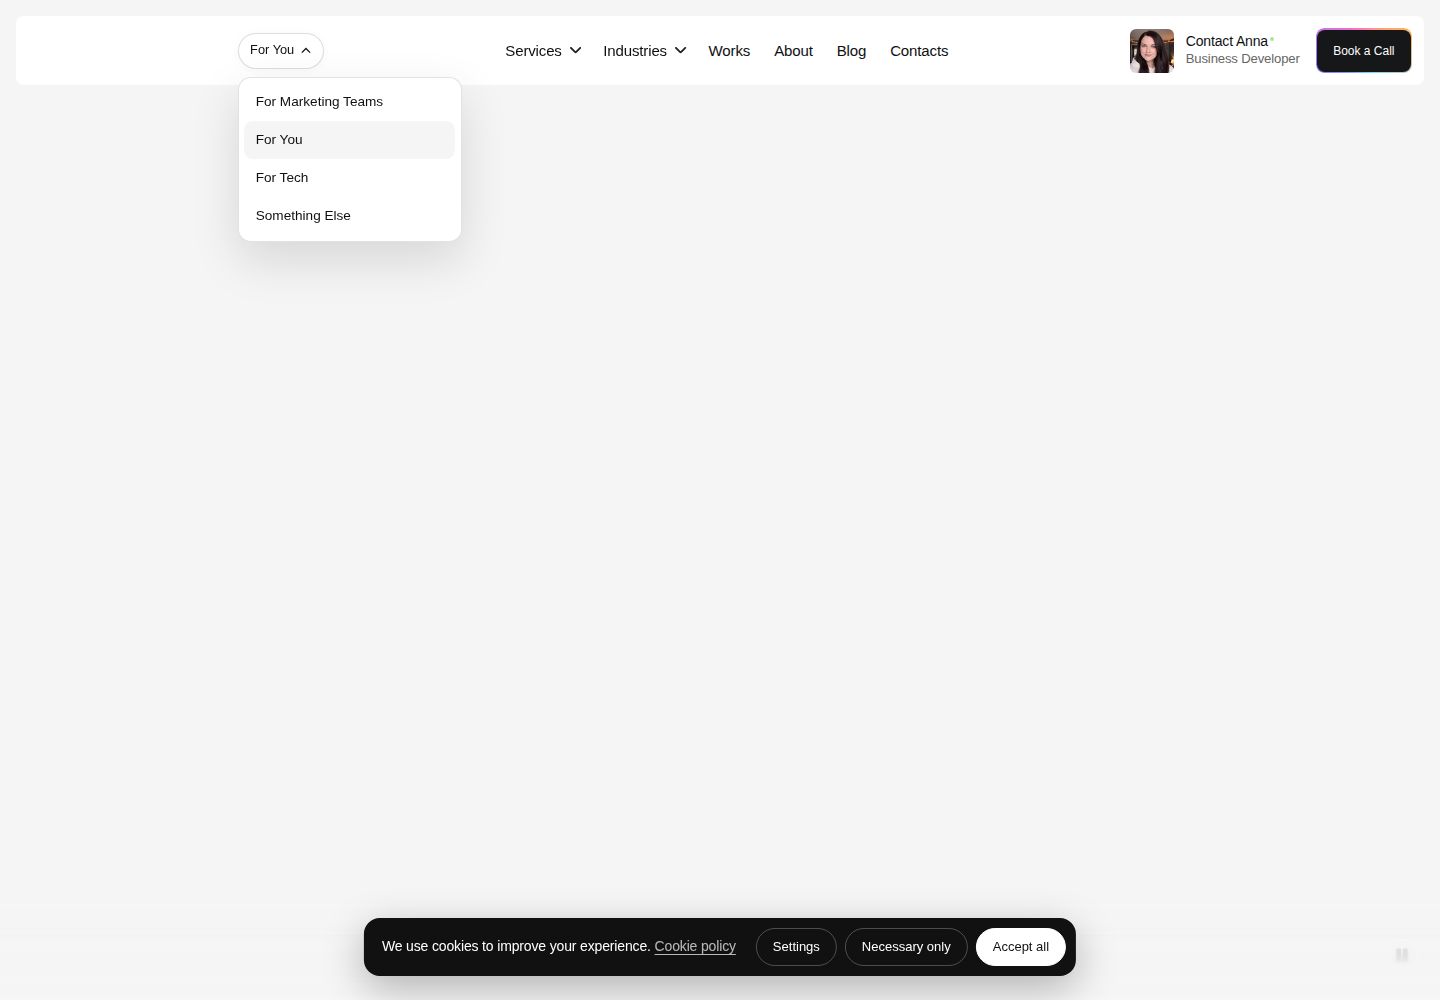 For You
Services
Industries
Works
About
Blog
Contacts
Contact Anna
Business Developer
Book a Call
For Marketing Teams
For You
For Tech
Something Else
We use cookies to improve your experience. Cookie policy
Settings
Necessary only
Accept all